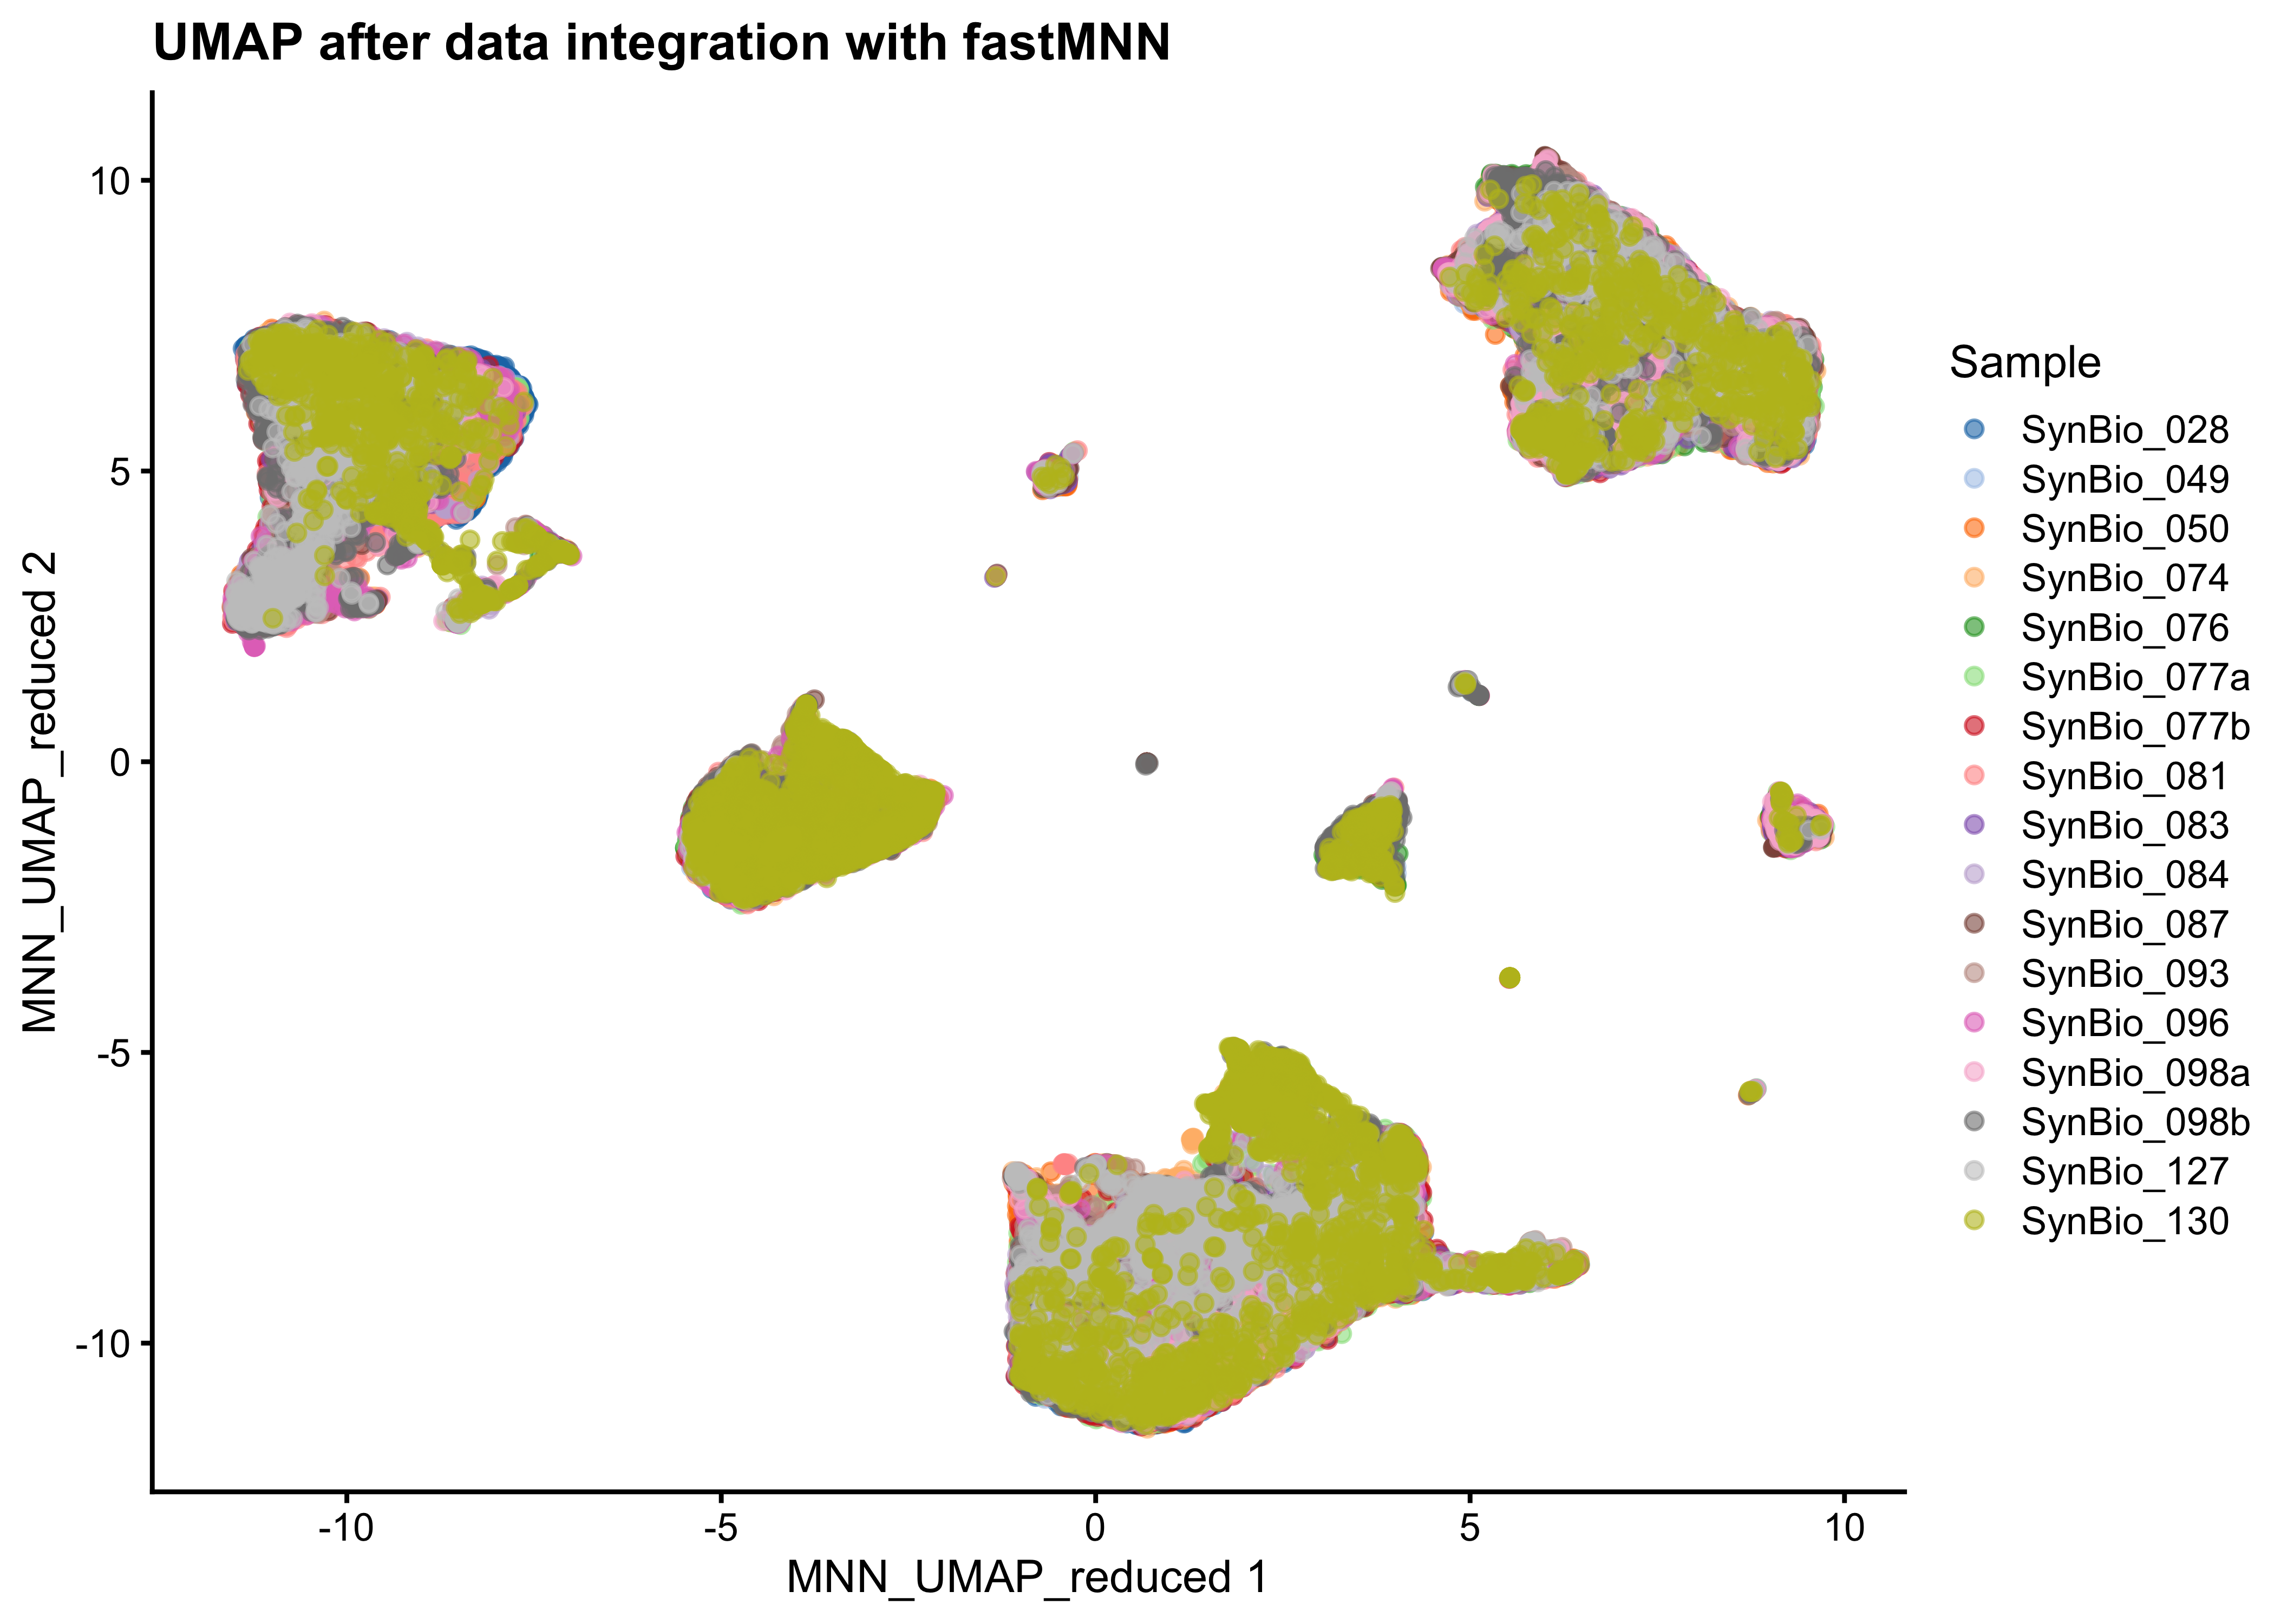 UMAP after data integration with fastMNN
10
5
0
-5
-10
MNN_UMAP_reduced 2
-10
-5
0
5
10
MNN_UMAP_reduced 1
Sample
SynBio_028
SynBio_049
SynBio_050
SynBio_074
SynBio_076
SynBio_077a
SynBio_077b
SynBio_081
SynBio_083
SynBio_084
SynBio_087
SynBio_093
SynBio_096
SynBio_098a
SynBio_098b
SynBio_127
SynBio_130